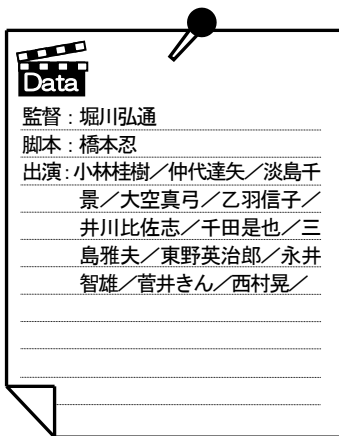 Data
監督：堀川弘通
脚本：橋本忍
出演：小林桂樹／仲代達矢／淡島千
景／大空真弓／乙羽信子／
井川比佐志／千田是也／三
島雅夫／東野英治郎／永井
智雄／菅井きん／西村晃／